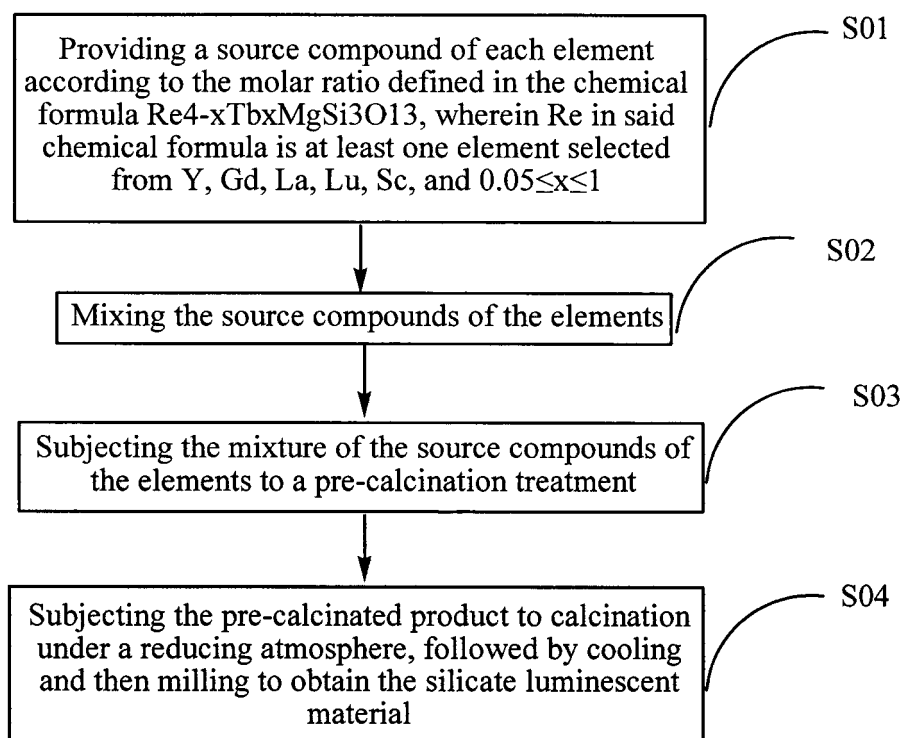 Providing a source compound of each element
according to the molar ratio defined in the chemical
formula Re4-xTbxMgSi3O13, wherein Re in said
chemical formula is at least one element selected
from Y, Gd, La, Lu, Sc, and 0.05≤x≤1
S01
Mixing the source compounds of the elements
S02
Subjecting the mixture of the source compounds of
the elements to a pre-calcination treatment
S03
Subjecting the pre-calcinated product to calcination
under a reducing atmosphere, followed by cooling
and then milling to obtain the silicate luminescent
material
S04